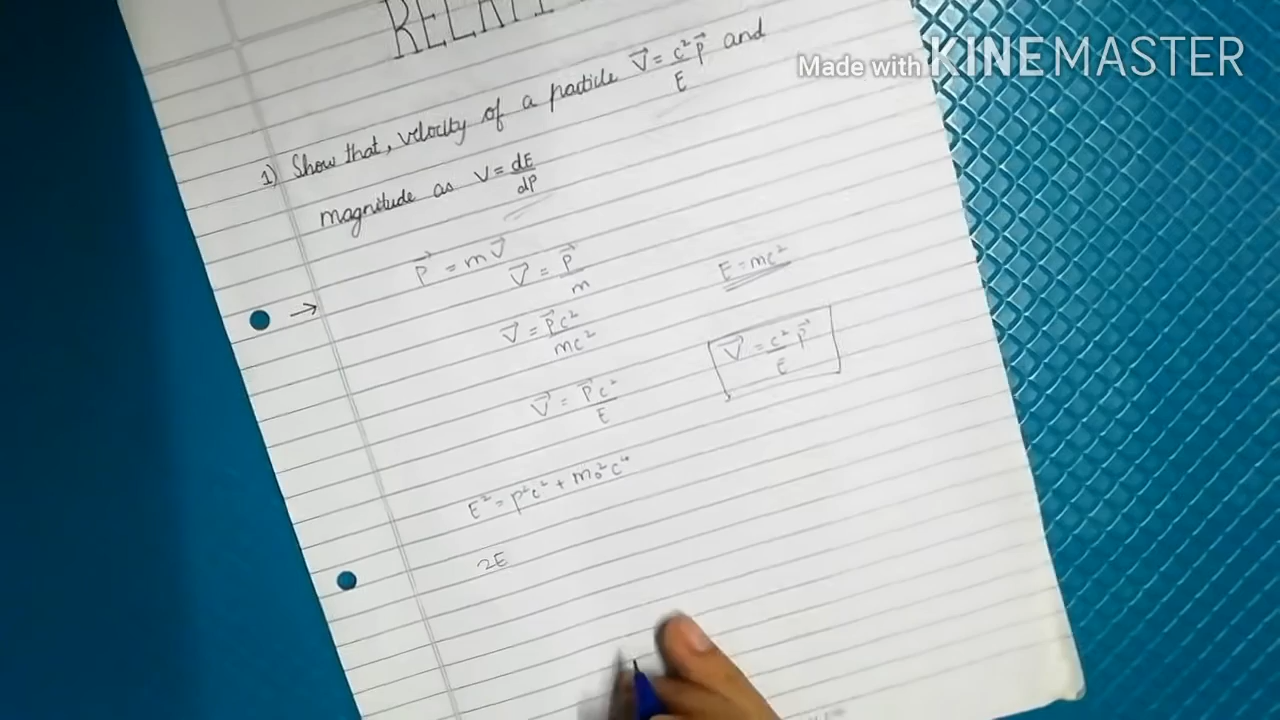 RELATI
Made with KINEMASTER
1) Show that, velocity of a particle V⃗ = c²p⃗/E and
magnitude as V = dE/dP
→ p⃗ = mV⃗
V⃗ = p⃗/m
E = mc²
V⃗ = p⃗c²/mc²
V⃗ = c²p⃗/E
V⃗ = p⃗c²/E
E² = p²c² + m₀²c⁴
2E